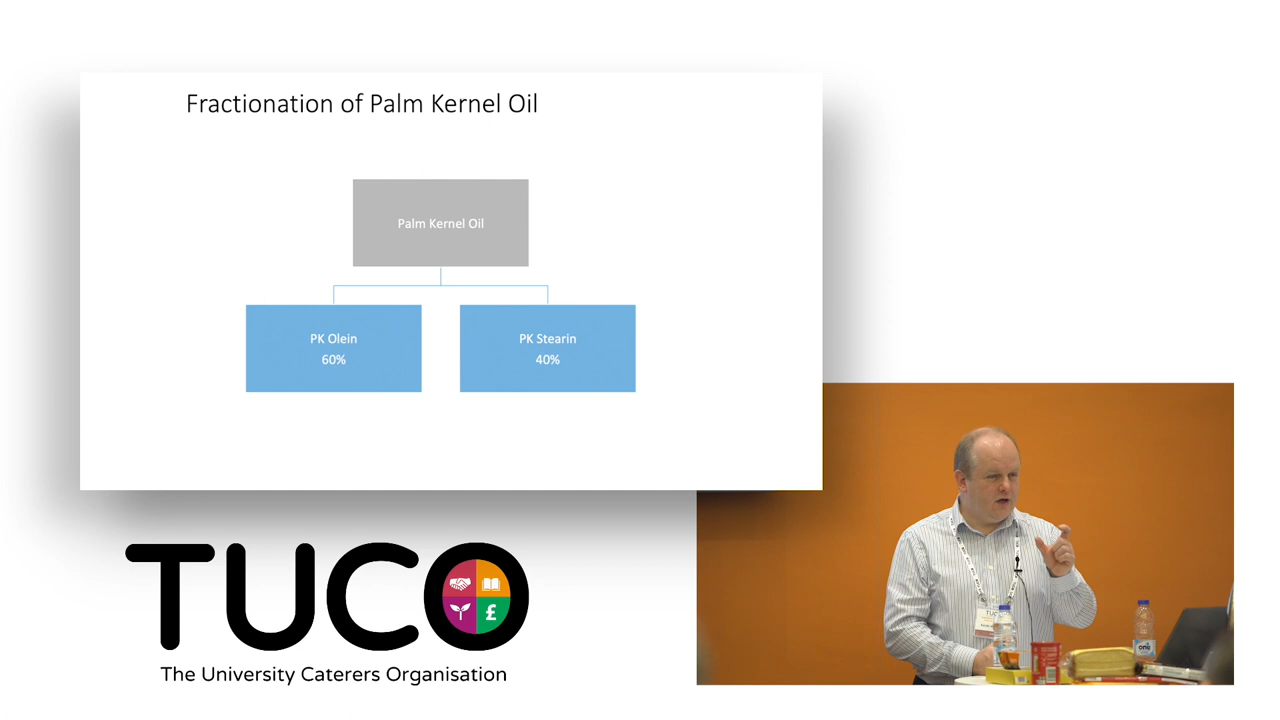 Fractionation of Palm Kernel Oil
Palm Kernel Oil
PK Olein
60%
PK Stearin
40%
TUCO
£
The University Caterers Organisation
one